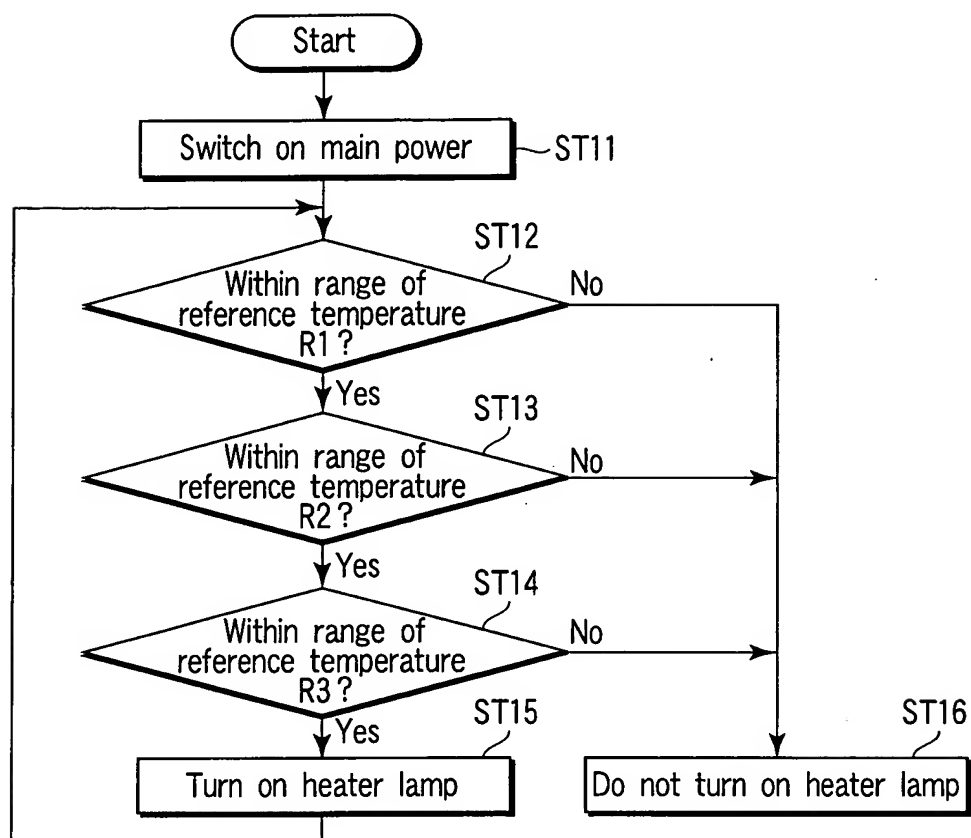 Start
Switch on main power
ST11
ST12
Within range of
reference temperature
R1?
No
Yes
ST13
Within range of
reference temperature
R2?
No
Yes
ST14
Within range of
reference temperature
R3?
No
Yes
ST15
Turn on heater lamp
ST16
Do not turn on heater lamp